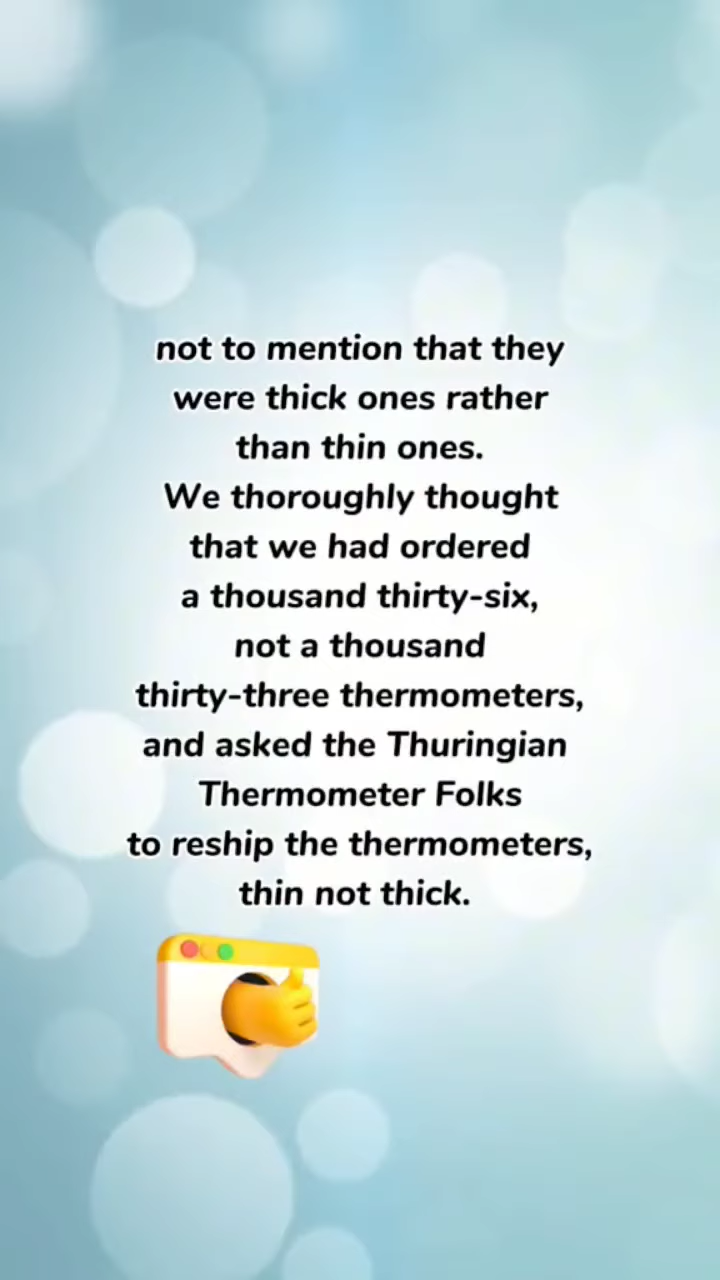 not to mention that they
were thick ones rather
than thin ones.
We thoroughly thought
that we had ordered
a thousand thirty-six,
not a thousand
thirty-three thermometers,
and asked the Thuringian
Thermometer Folks
to reship the thermometers,
thin not thick.